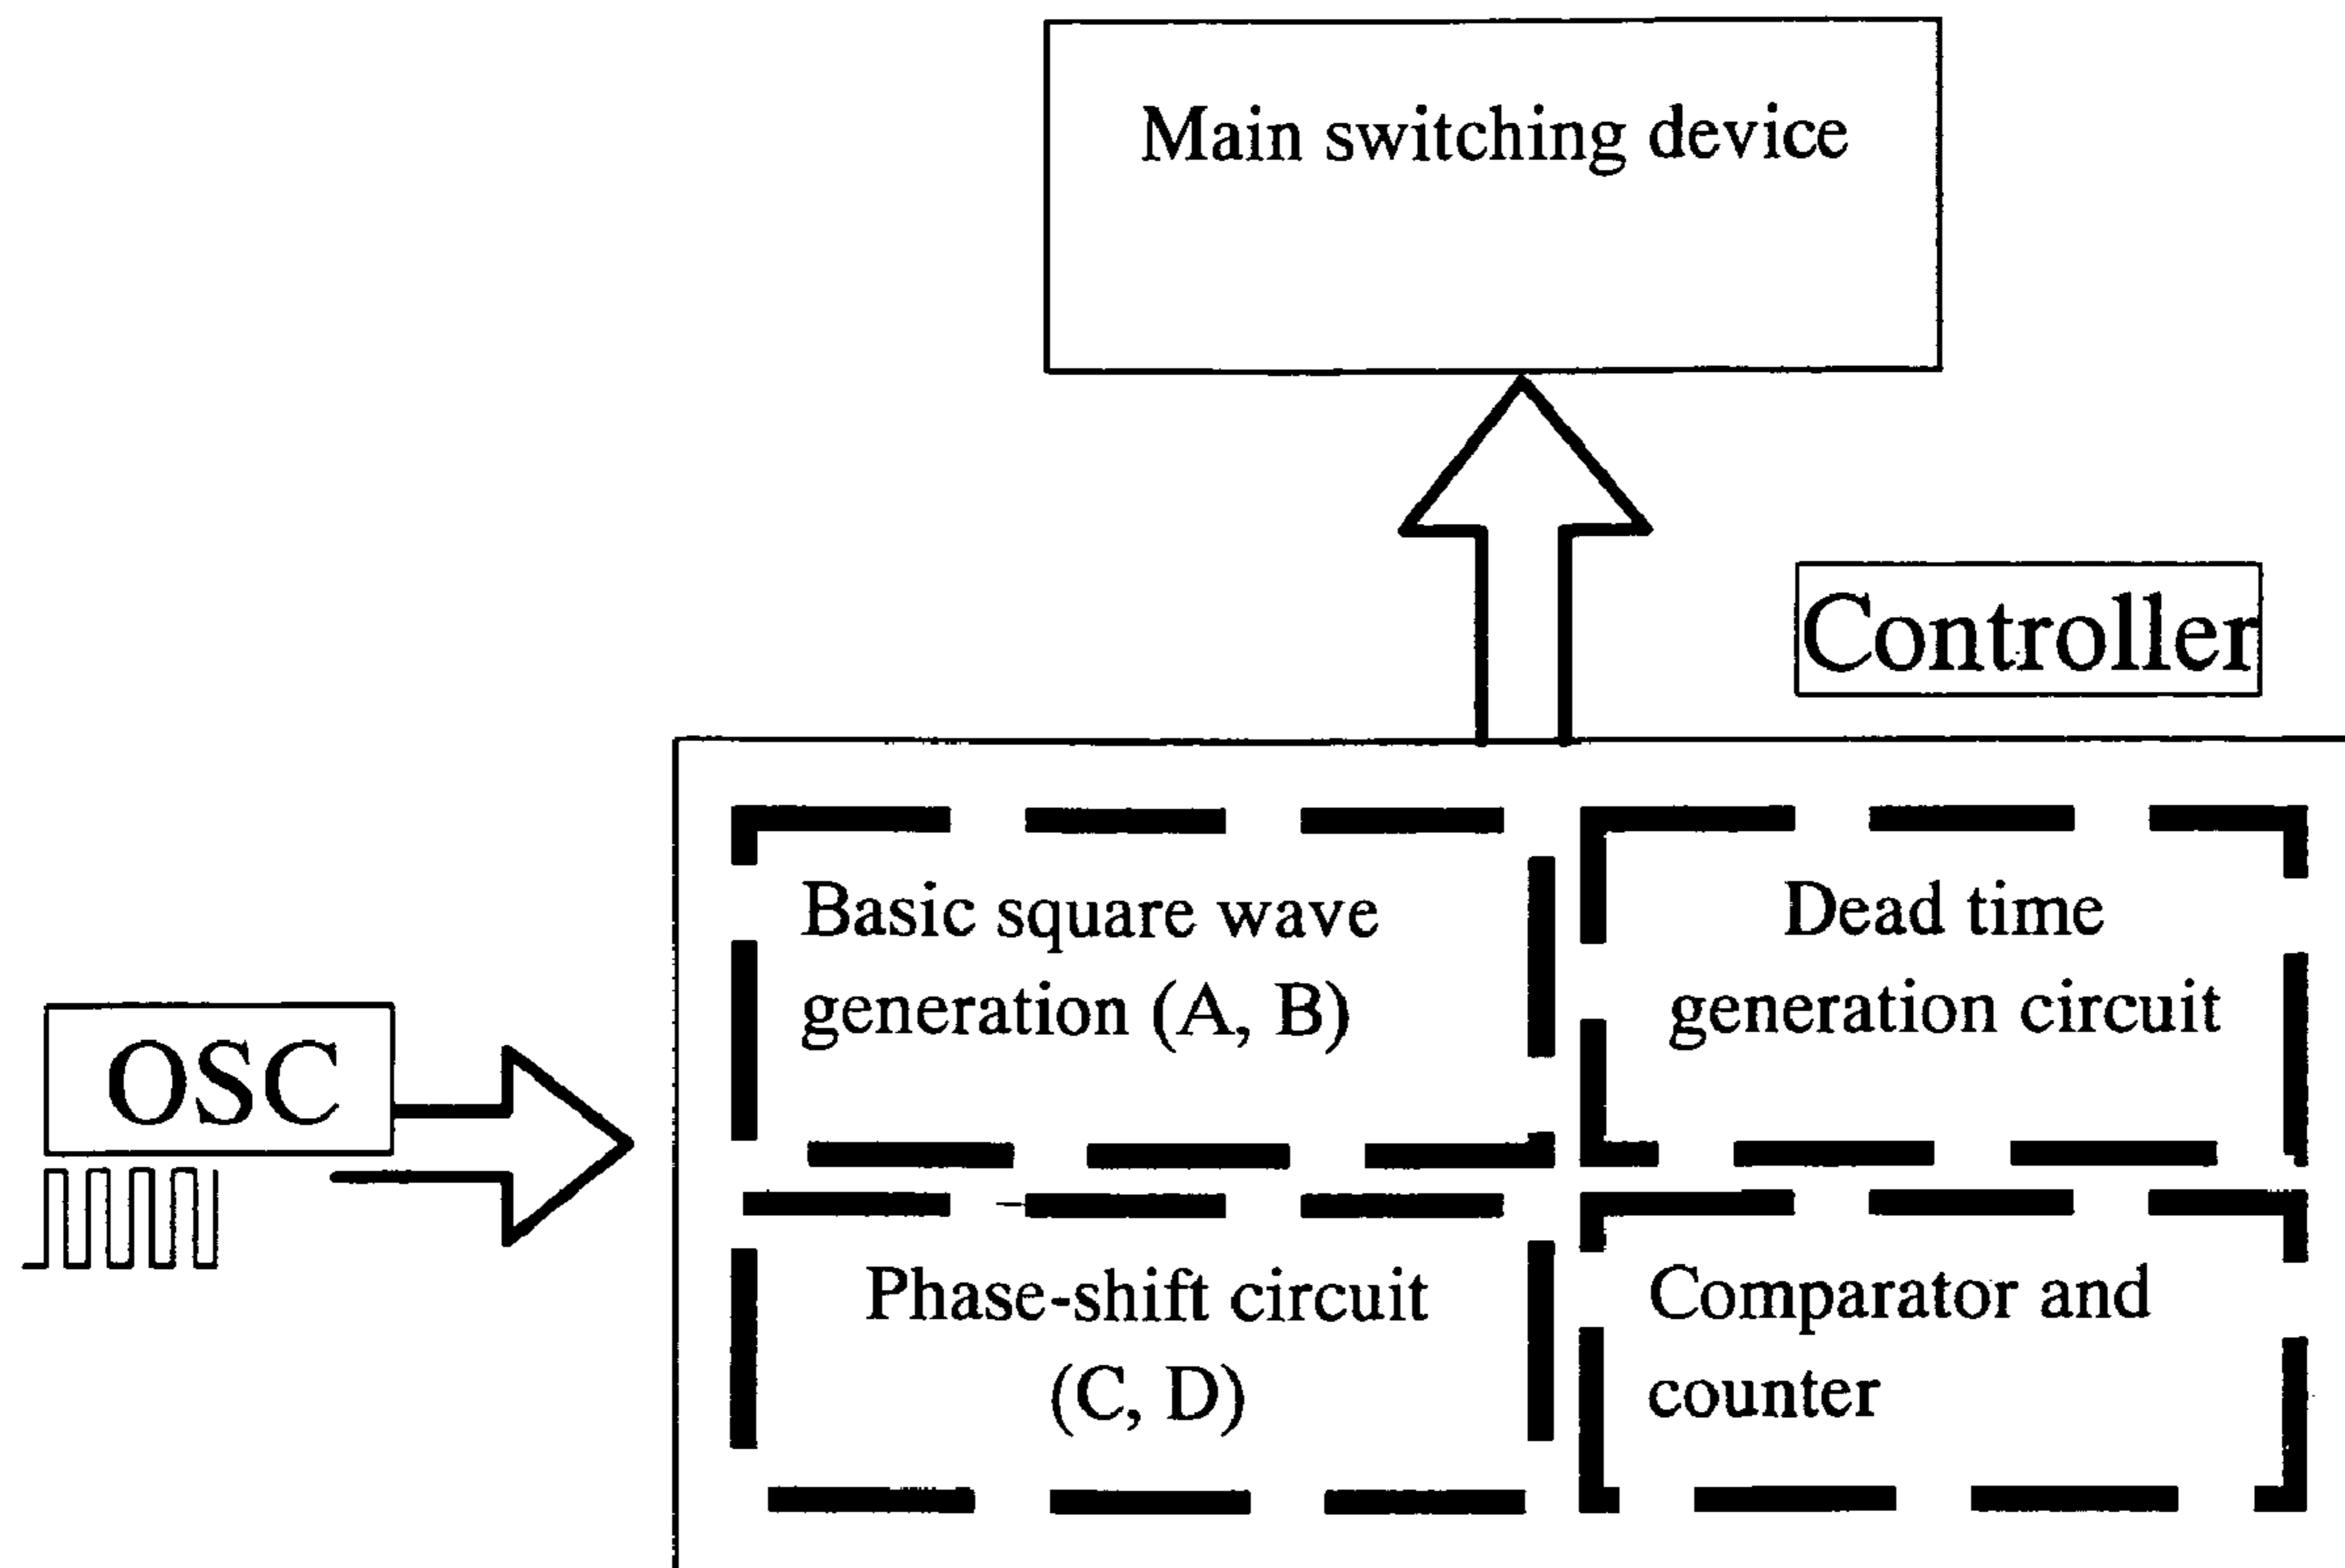 Main switching device
Controller
Basic square wave
generation (A, B)
Dead time
generation circuit
OSC
Phase-shift circuit
(C, D)
Comparator and
counter